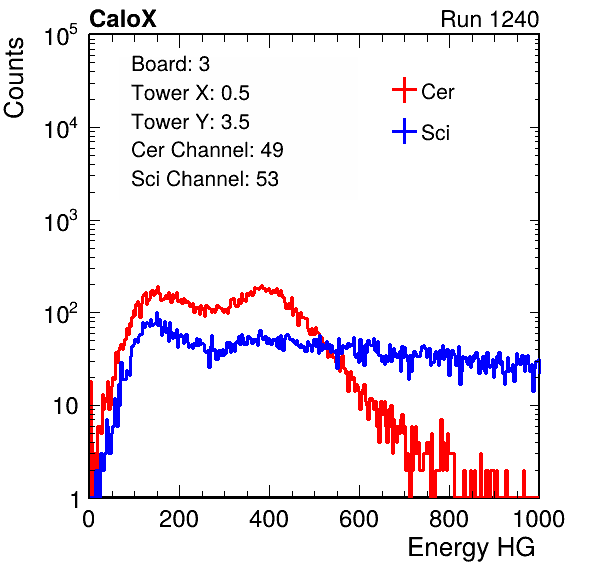 CaloX Run 1240
Counts
10^5
10^4
10^3
10^2
10
1
Board: 3
Tower X: 0.5
Tower Y: 3.5
Cer Channel: 49
Sci Channel: 53
Cer
Sci
0 200 400 600 800 1000
Energy HG